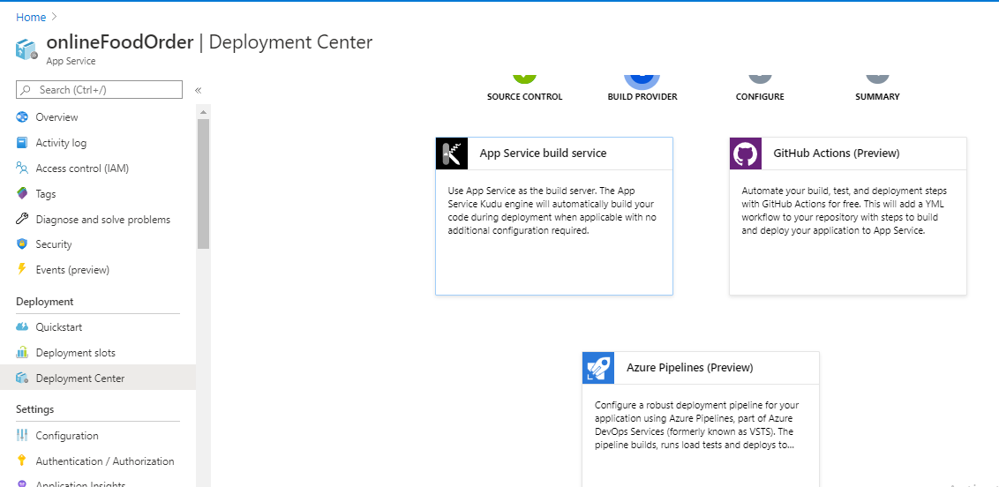 Home
onlineFoodOrder | Deployment Center
App Service
Search (Ctrl+/)
«
Overview
Activity log
Access control (IAM)
Tags
Diagnose and solve problems
Security
Events (preview)
Deployment
Quickstart
Deployment slots
Deployment Center
Settings
Configuration
Authentication / Authorization
Application Insights
SOURCE CONTROL
BUILD PROVIDER
CONFIGURE
SUMMARY
App Service build service
Use App Service as the build server. The App
Service Kudu engine will automatically build your
code during deployment when applicable with no
additional configuration required.
GitHub Actions (Preview)
Automate your build, test, and deployment steps
with GitHub Actions for free. This will add a YML
workflow to your repository with steps to build
and deploy your application to App Service.
Azure Pipelines (Preview)
Configure a robust deployment pipeline for your
application using Azure Pipelines, part of Azure
DevOps Services (formerly known as VSTS). The
pipeline builds, runs load tests and deploys to...